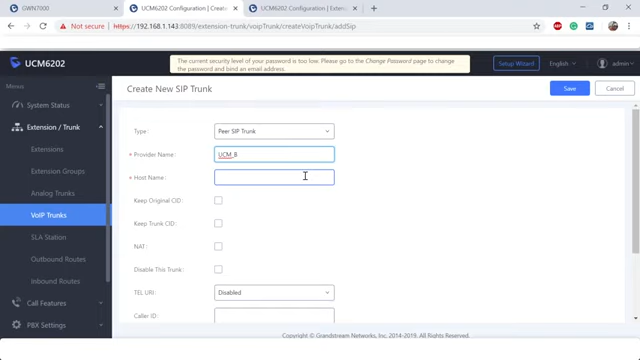 GWN7000
UCM6202 Configuration | Create
UCM6202 Configuration | Extens
Not secure
https://192.168.1.143:8089/extension-trunk/voipTrunk/createVoipTrunk/addSip
UCM6202
The current security level of your password is too low. Please go to the Change Password page to change the password and bind an email address.
Setup Wizard
English
admin
Menus
Create New SIP Trunk
Save
Cancel
System Status
Extension / Trunk
Extensions
Extension Groups
Analog Trunks
VoIP Trunks
SLA Station
Outbound Routes
Inbound Routes
Call Features
PBX Settings
Type:
Peer SIP Trunk
* Provider Name:
UCM_B
* Host Name:
Keep Original CID:
Keep Trunk CID:
NAT:
Disable This Trunk:
TEL URI:
Disabled
Caller ID:
Copyright © Grandstream Networks, Inc. 2014-2019. All Rights Reserved.